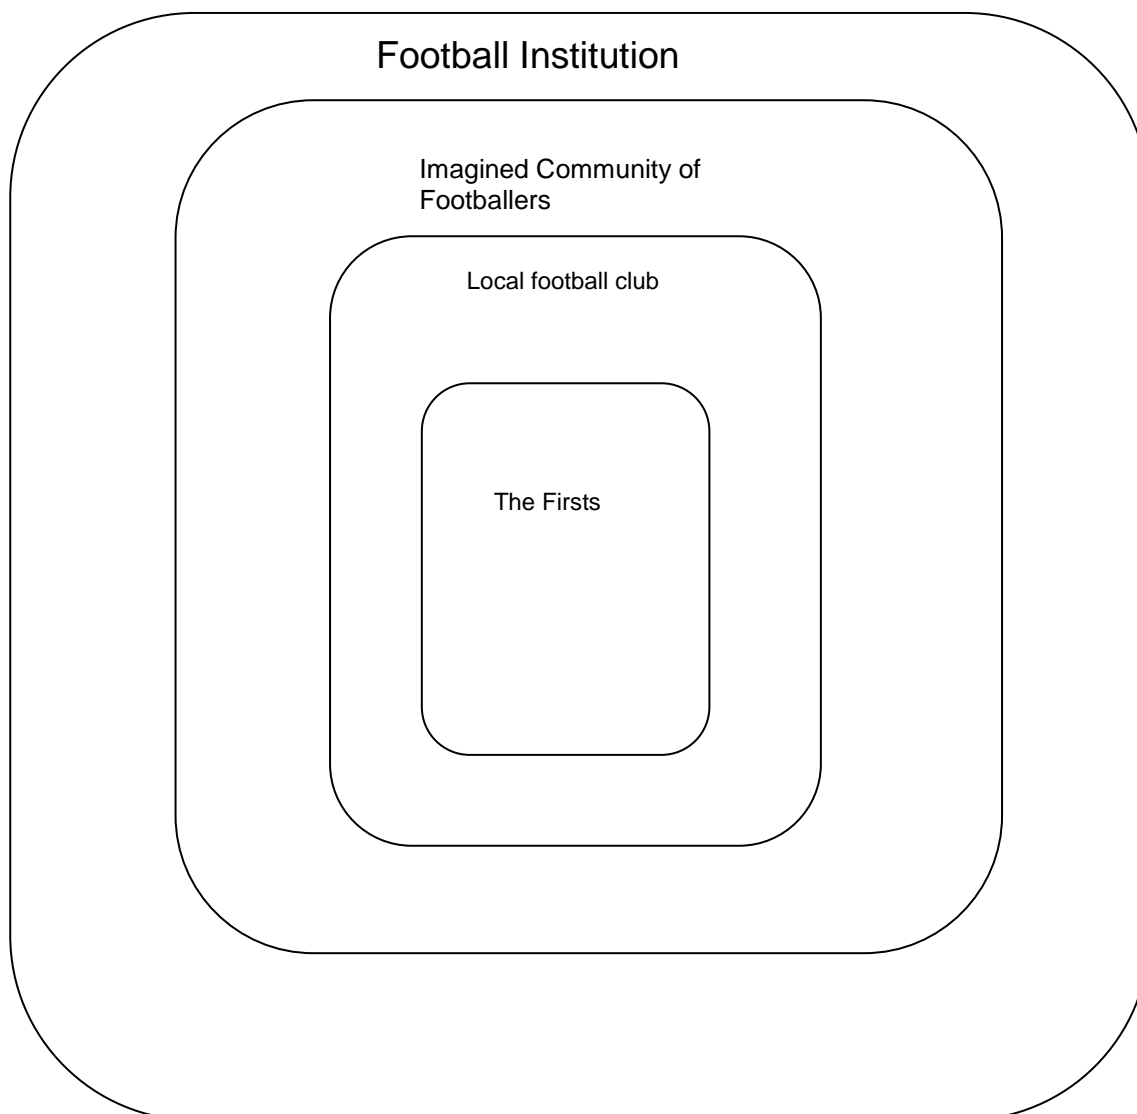 Football Institution
Imagined Community of
Footballers
Local football club
The Firsts